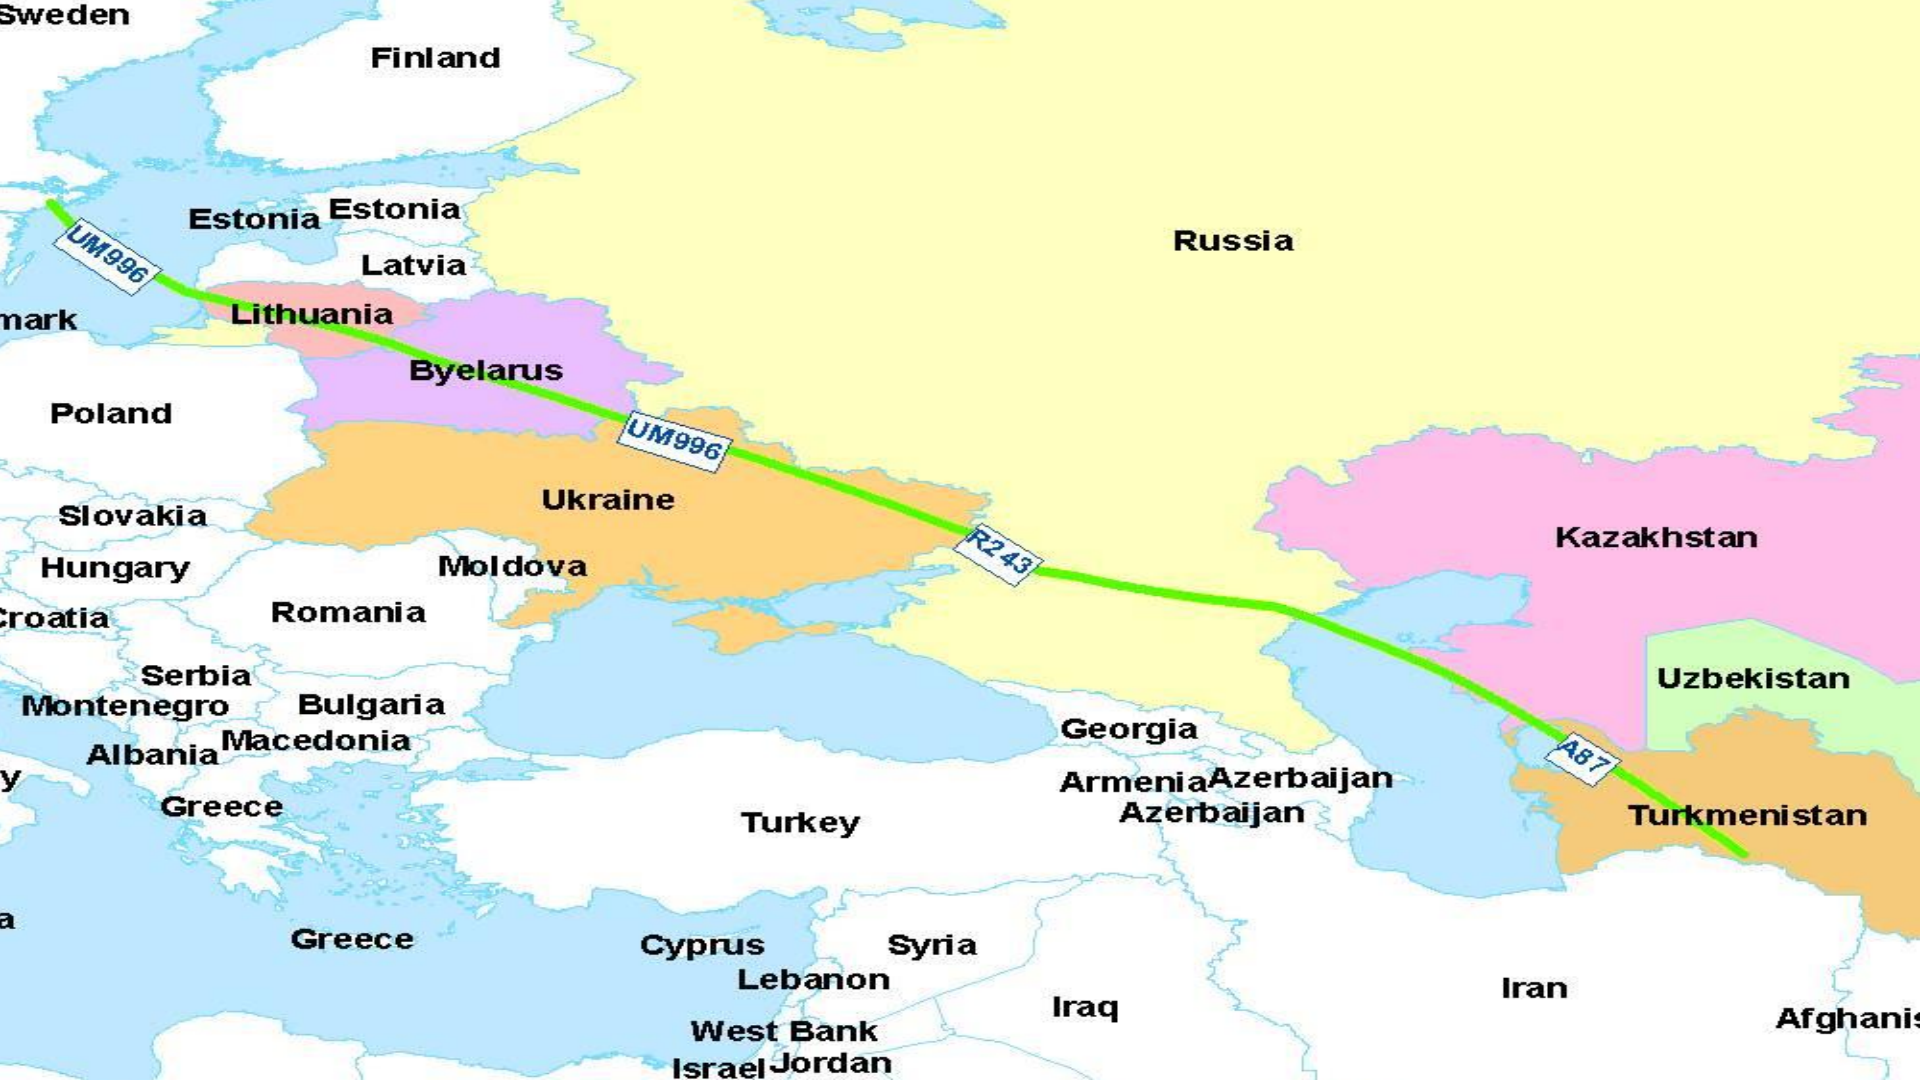 Sweden
Finland
Estonia
Estonia
Russia
UM996
Latvia
mark
Lithuania
Byelarus
Poland
UM996
Ukraine
Slovakia
R243
Kazakhstan
Hungary
Moldova
Croatia
Romania
Serbia
Uzbekistan
Montenegro
Bulgaria
Georgia
Albania
Macedonia
A87
y
Armenia
Azerbaijan
Greece
Azerbaijan
Turkey
Turkmenistan
a
Greece
Cyprus
Syria
Lebanon
Iran
Iraq
Afghanis
West Bank
Israel
Jordan